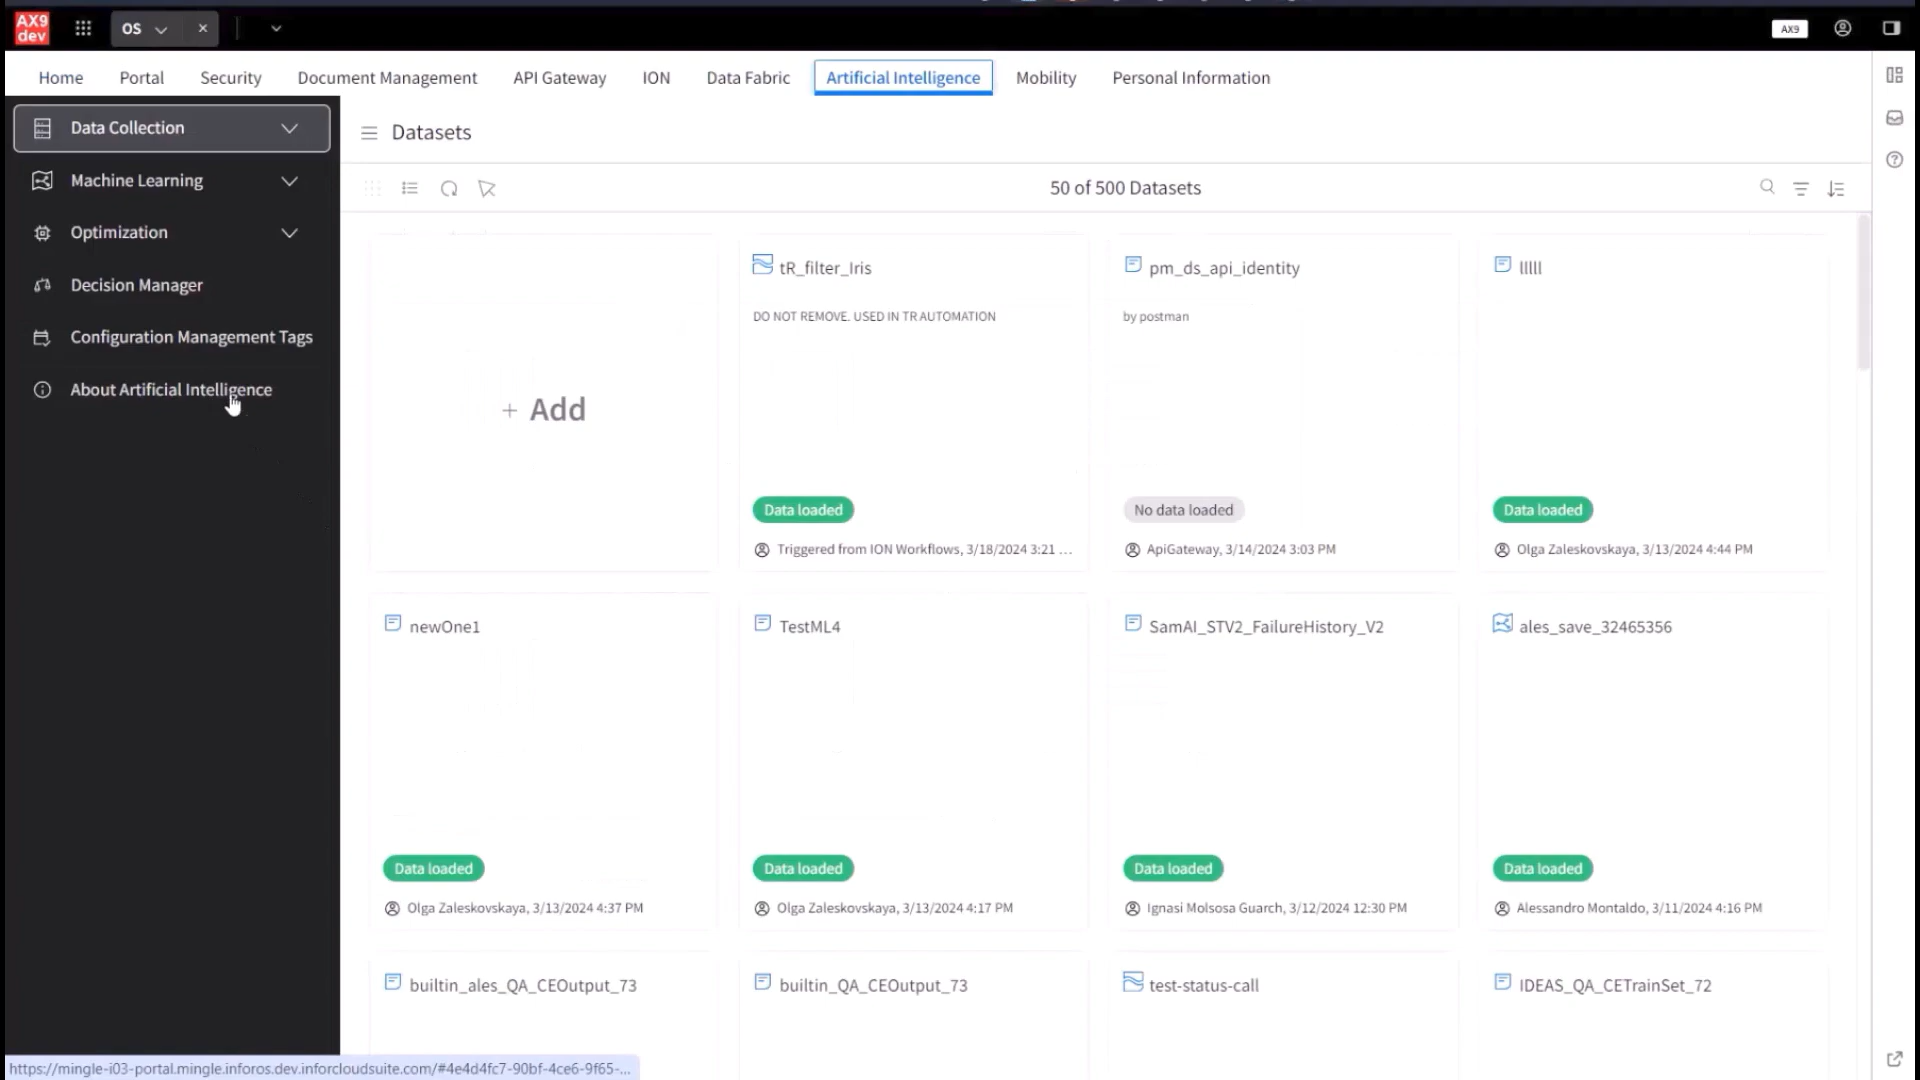 AX9
dev
OS
AX9
Home Portal Security Document Management API Gateway ION Data Fabric Artificial Intelligence Mobility Personal Information
Data Collection
Machine Learning
Optimization
Decision Manager
Configuration Management Tags
About Artificial Intelligence
Datasets
50 of 500 Datasets
+ Add
tR_filter_Iris
DO NOT REMOVE. USED IN TR AUTOMATION
Data loaded
Triggered from ION Workflows, 3/18/2024 3:21 ...
pm_ds_api_identity
by postman
No data loaded
ApiGateway, 3/14/2024 3:03 PM
Data loaded
Olga Zaleskovskaya, 3/13/2024 4:44 PM
newOne1
Data loaded
Olga Zaleskovskaya, 3/13/2024 4:37 PM
TestML4
Data loaded
Olga Zaleskovskaya, 3/13/2024 4:17 PM
SamAI_STV2_FailureHistory_V2
Data loaded
Ignasi Molsosa Guarch, 3/12/2024 12:30 PM
ales_save_32465356
Data loaded
Alessandro Montaldo, 3/11/2024 4:16 PM
builtin_ales_QA_CEOutput_73
builtin_QA_CEOutput_73
test-status-call
IDEAS_QA_CETrainSet_72
https://mingle-i03-portal.mingle.inforos.dev.inforcloudsuite.com/#4e4d4fc7-90bf-4ce6-9f65-...